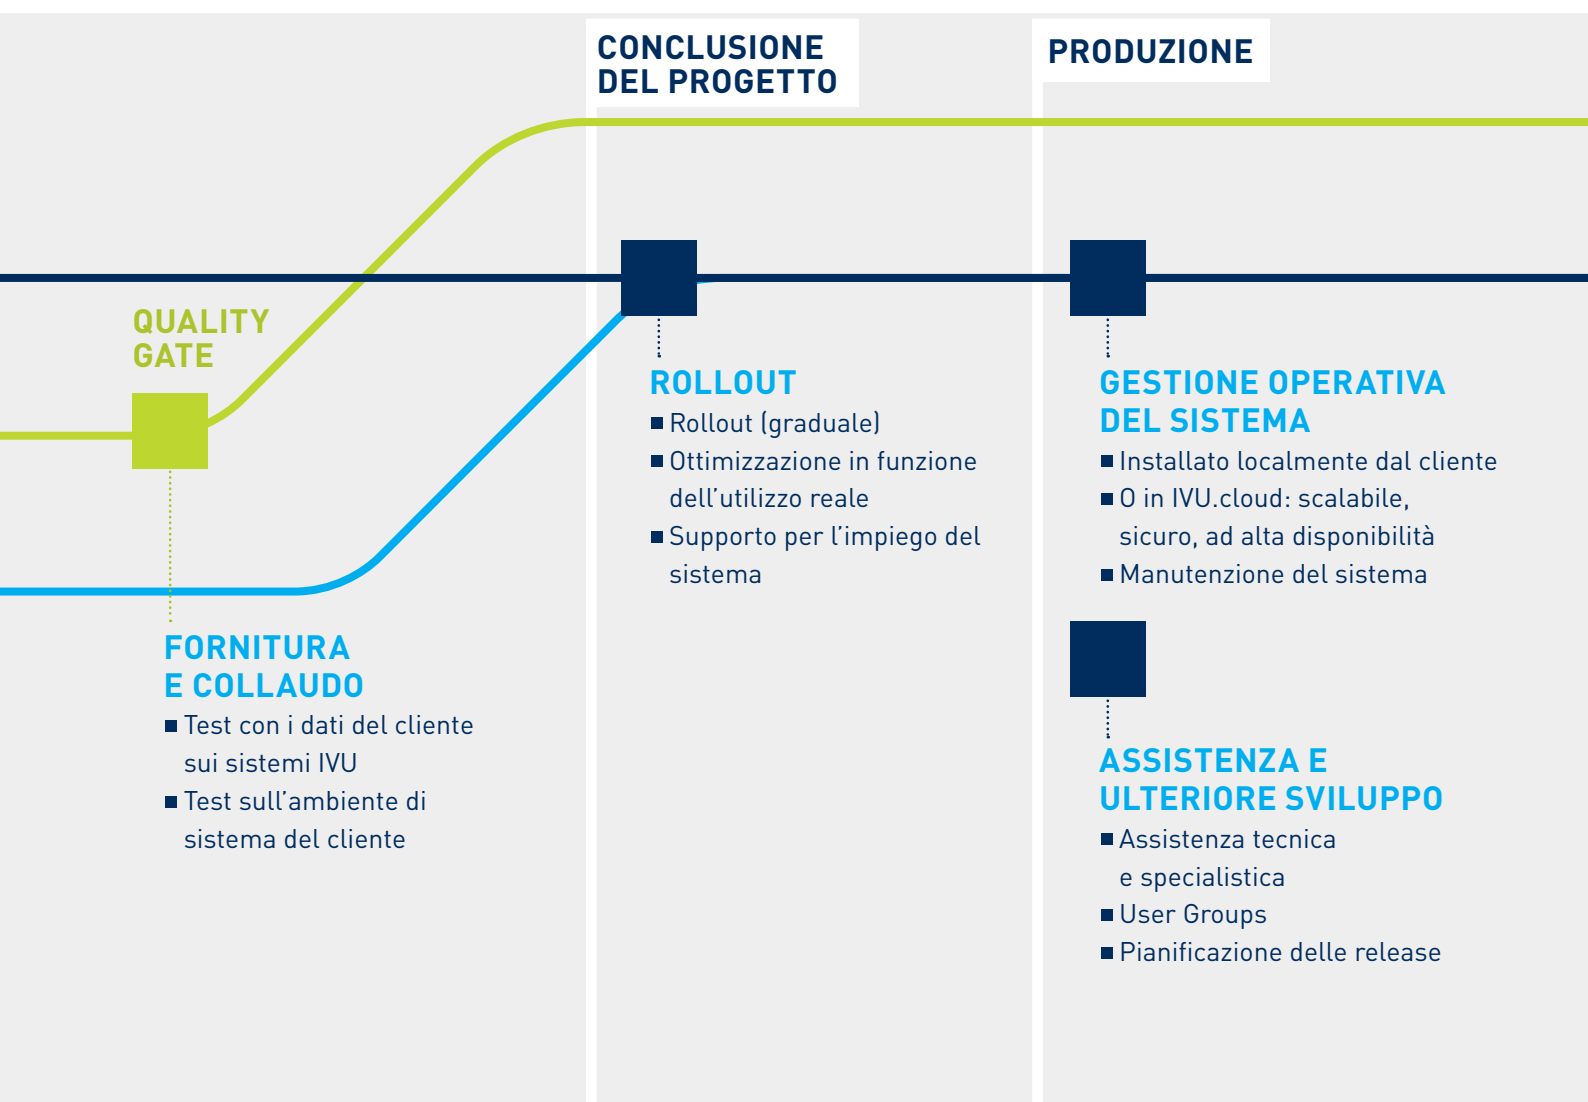 CONCLUSIONE
DEL PROGETTO
PRODUZIONE
QUALITY
GATE
FORNITURA
E COLLAUDO
■ Test con i dati del cliente
sui sistemi IVU
■ Test sull'ambiente di
sistema del cliente
ROLLOUT
■ Rollout (graduale)
■ Ottimizzazione in funzione
dell'utilizzo reale
■ Supporto per l'impiego del
sistema
GESTIONE OPERATIVA
DEL SISTEMA
■ Installato localmente dal cliente
■ O in IVU.cloud: scalabile,
sicuro, ad alta disponibilità
■ Manutenzione del sistema
ASSISTENZA E
ULTERIORE SVILUPPO
■ Assistenza tecnica
e specialistica
■ User Groups
■ Pianificazione delle release